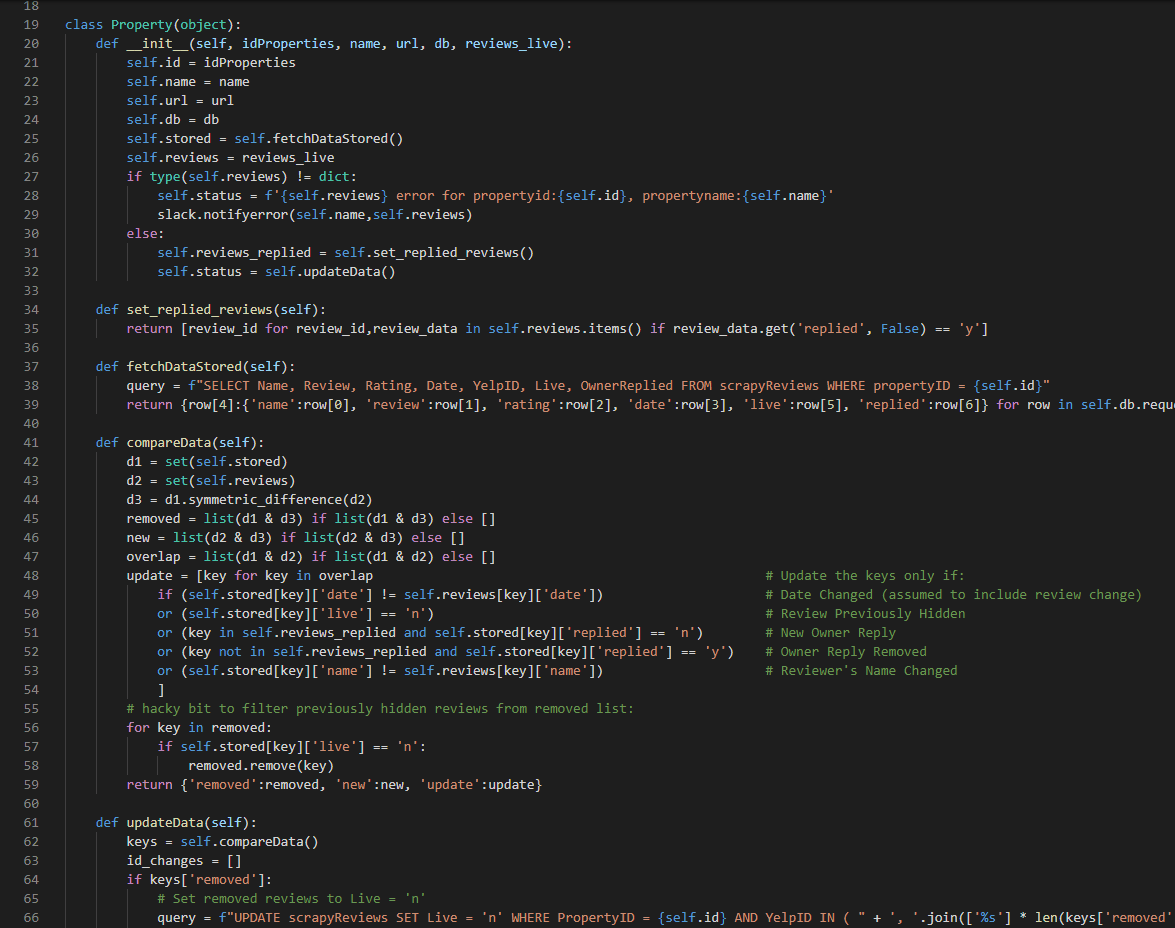 18
19 class Property(object):
20     def __init__(self, idProperties, name, url, db, reviews_live):
21         self.id = idProperties
22         self.name = name
23         self.url = url
24         self.db = db
25         self.stored = self.fetchDataStored()
26         self.reviews = reviews_live
27         if type(self.reviews) != dict:
28             self.status = f'{self.reviews} error for propertyid:{self.id}, propertyname:{self.name}'
29             slack.notifyerror(self.name,self.reviews)
30         else:
31             self.reviews_replied = self.set_replied_reviews()
32             self.status = self.updateData()
33
34     def set_replied_reviews(self):
35         return [review_id for review_id,review_data in self.reviews.items() if review_data.get('replied', False) == 'y']
36
37     def fetchDataStored(self):
38         query = f"SELECT Name, Review, Rating, Date, YelpID, Live, OwnerReplied FROM scrapyReviews WHERE propertyID = {self.id}"
39         return {row[4]:{'name':row[0], 'review':row[1], 'rating':row[2], 'date':row[3], 'live':row[5], 'replied':row[6]} for row in self.db.requ
40
41     def compareData(self):
42         d1 = set(self.stored)
43         d2 = set(self.reviews)
44         d3 = d1.symmetric_difference(d2)
45         removed = list(d1 & d3) if list(d1 & d3) else []
46         new = list(d2 & d3) if list(d2 & d3) else []
47         overlap = list(d1 & d2) if list(d1 & d2) else []
48         update = [key for key in overlap # Update the keys only if:
49             if (self.stored[key]['date'] != self.reviews[key]['date']) # Date Changed (assumed to include review change)
50             or (self.stored[key]['live'] == 'n') # Review Previously Hidden
51             or (key in self.reviews_replied and self.stored[key]['replied'] == 'n') # New Owner Reply
52             or (key not in self.reviews_replied and self.stored[key]['replied'] == 'y') # Owner Reply Removed
53             or (self.stored[key]['name'] != self.reviews[key]['name']) # Reviewer's Name Changed
54             ]
55         # hacky bit to filter previously hidden reviews from removed list:
56         for key in removed:
57             if self.stored[key]['live'] == 'n':
58                 removed.remove(key)
59         return {'removed':removed, 'new':new, 'update':update}
60
61     def updateData(self):
62         keys = self.compareData()
63         id_changes = []
64         if keys['removed']:
65             # Set removed reviews to Live = 'n'
66             query = f"UPDATE scrapyReviews SET Live = 'n' WHERE PropertyID = {self.id} AND YelpID IN ( " + ', '.join(['%s'] * len(keys['removed'